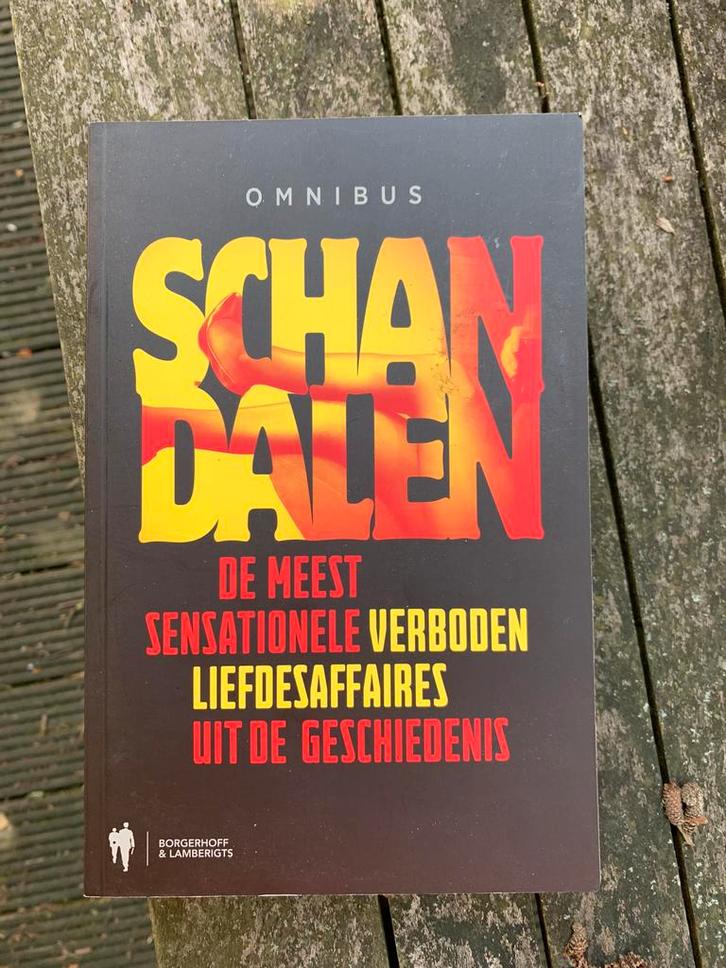 OMNIBUS
SCHAN
DALEN
DE MEEST
SENSATIONELE VERBODEN
LIEFDESAFFAIRES
UIT DE GESCHIEDENIS
BORGERHOFF
& LAMBERIGTS